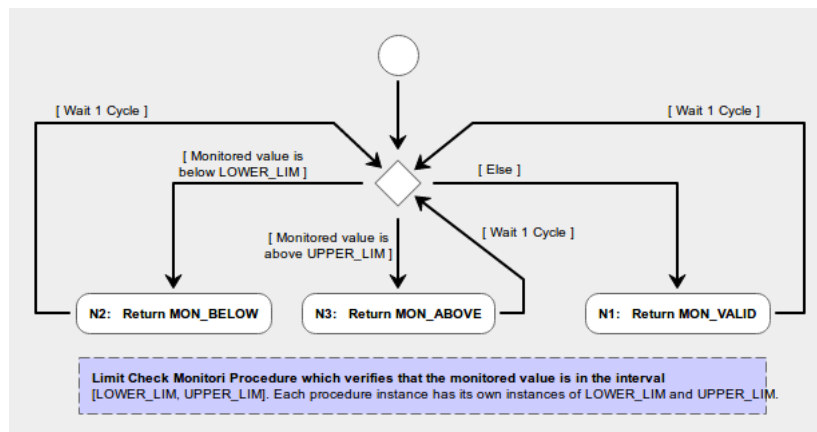 [ Wait 1 Cycle ]
[ Wait 1 Cycle ]
[ Monitored value is
below LOWER_LIM ]
[ Else ]
[ Monitored value is
above UPPER_LIM ]
[ Wait 1 Cycle ]
N2: Return MON_BELOW
N3: Return MON_ABOVE
N1: Return MON_VALID
Limit Check Monitori Procedure which verifies that the monitored value is in the interval
[LOWER_LIM, UPPER_LIM]. Each procedure instance has its own instances of LOWER_LIM and UPPER_LIM.